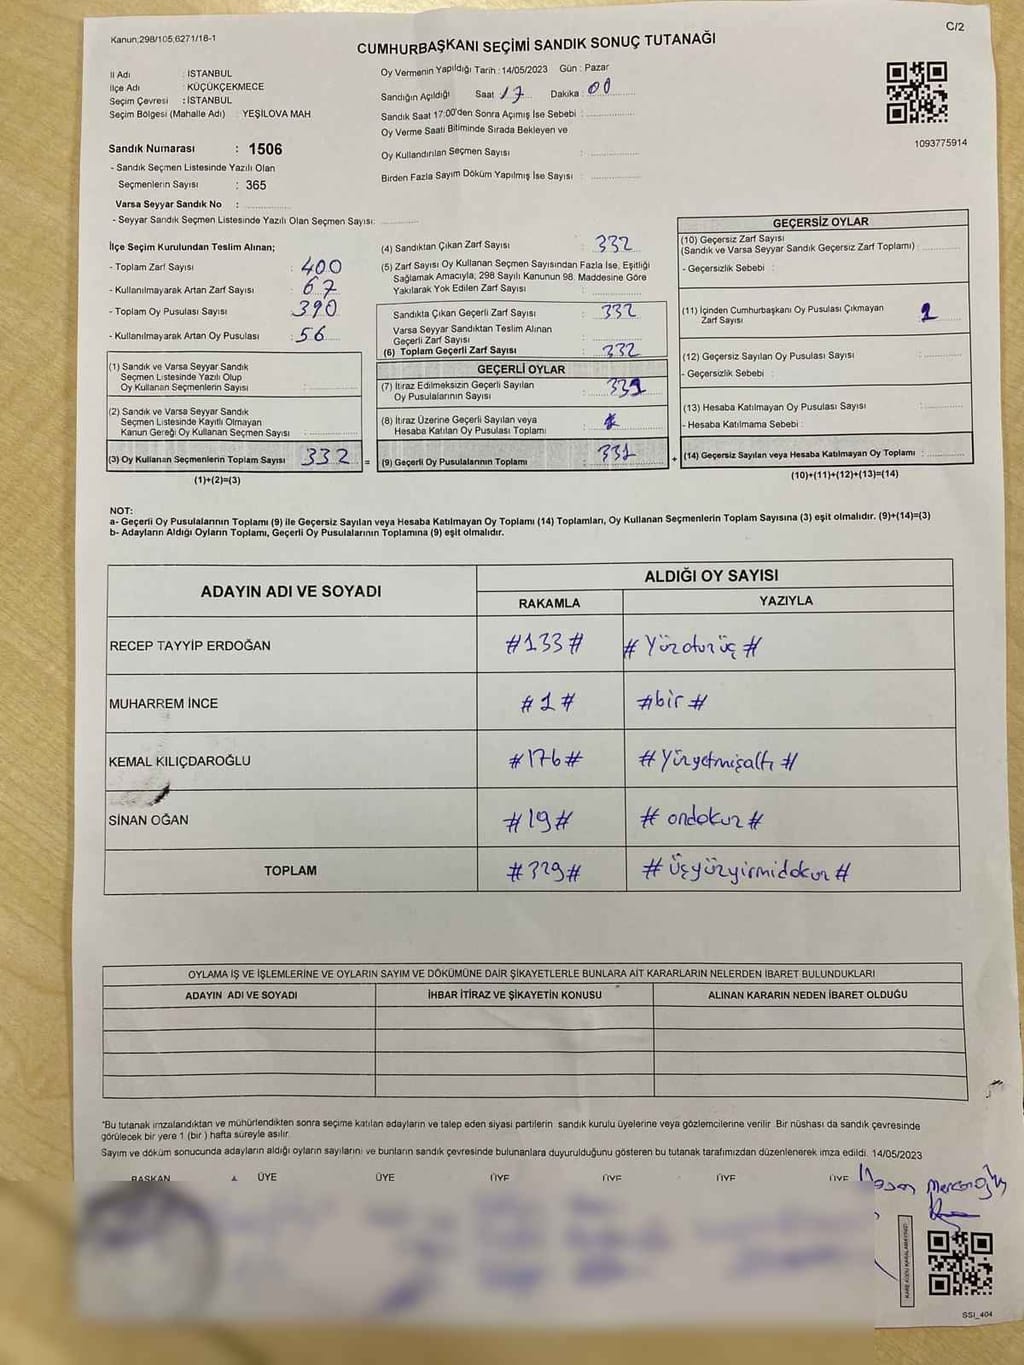 Kanun;298/105,6271/18-1
C/2
CUMHURBAŞKANI SEÇİMİ SANDIK SONUÇ TUTANAĞI
İl Adı : İSTANBUL
İlçe Adı : KÜÇÜKÇEKMECE
Seçim Çevresi : İSTANBUL
Seçim Bölgesi (Mahalle Adı) : YEŞİLOVA MAH
Sandık Numarası : 1506
- Sandık Seçmen Listesinde Yazılı Olan
Seçmenlerin Sayısı : 365
Varsa Seyyar Sandık No :
- Seyyar Sandık Seçmen Listesinde Yazılı Olan Seçmen Sayısı:
Oy Vermenin Yapıldığı Tarih : 14/05/2023 Gün : Pazar
Sandığın Açıldığı Saat 17 Dakika : 00
Sandık Saat 17:00'den Sonra Açımış İse Sebebi :
Oy Verme Saati Bitiminde Sırada Bekleyen ve
Oy Kullandırılan Seçmen Sayısı :
Birden Fazla Sayım Döküm Yapılmış İse Sayısı :
1093775914
İlçe Seçim Kurulundan Teslim Alınan;
- Toplam Zarf Sayısı : 400
- Kullanılmayarak Artan Zarf Sayısı : 67
- Toplam Oy Pusulası Sayısı : 390
- Kullanılmayarak Artan Oy Pusulası : 56
(1) Sandık ve Varsa Seyyar Sandık
Seçmen Listesinde Yazılı Olup
Oy Kullanan Seçmenlerin Sayısı :
(2) Sandık ve Varsa Seyyar Sandık
Seçmen Listesinde Kayıtlı Olmayan
Kanun Gereği Oy Kullanan Seçmen Sayısı :
(3) Oy Kullanan Seçmenlerin Toplam Sayısı 332 =
(1)+(2)=(3)
(4) Sandıktan Çıkan Zarf Sayısı : 332
(5) Zarf Sayısı Oy Kullanan Seçmen Sayısından Fazla İse, Eşitliği
Sağlamak Amacıyla, 298 Sayılı Kanunun 98. Maddesine Göre
Yakılarak Yok Edilen Zarf Sayısı :
Sandıkta Çıkan Geçerli Zarf Sayısı : 332
Varsa Seyyar Sandıktan Teslim Alınan
Geçerli Zarf Sayısı :
(6) Toplam Geçerli Zarf Sayısı : 332
GEÇERLİ OYLAR
(7) İtiraz Edilmeksizin Geçerli Sayılan
Oy Pusulalarının Sayısı : 331
(8) İtiraz Üzerine Geçerli Sayılan veya
Hesaba Katılan Oy Pusulası Toplamı :
(9) Geçerli Oy Pusulalarının Toplamı : 331 +
GEÇERSİZ OYLAR
(10) Geçersiz Zarf Sayısı
(Sandık ve Varsa Seyyar Sandık Geçersiz Zarf Toplamı) :
- Geçersizlik Sebebi :
(11) İçinden Cumhurbaşkanı Oy Pusulası Çıkmayan
Zarf Sayısı : 1
(12) Geçersiz Sayılan Oy Pusulası Sayısı :
- Geçersizlik Sebebi :
(13) Hesaba Katılmayan Oy Pusulası Sayısı :
- Hesaba Katılmama Sebebi :
(14) Geçersiz Sayılan veya Hesaba Katılmayan Oy Toplamı :
(10)+(11)+(12)+(13)=(14)
NOT:
a- Geçerli Oy Pusulalarının Toplamı (9) ile Geçersiz Sayılan veya Hesaba Katılmayan Oy Toplamı (14) Toplamları, Oy Kullanan Seçmenlerin Toplam Sayısına (3) eşit olmalıdır. (9)+(14)=(3)
b- Adayların Aldığı Oyların Toplamı, Geçerli Oy Pusulalarının Toplamına (9) eşit olmalıdır.
ADAYIN ADI VE SOYADI
ALDIĞI OY SAYISI
RAKAMLA YAZIYLA
RECEP TAYYİP ERDOĞAN #133# #Yüzotuzüç#
MUHARREM İNCE #1# #bir#
KEMAL KILIÇDAROĞLU #176# #Yüzyetmişaltı#
SİNAN OĞAN #19# #ondokuz#
TOPLAM #329# #Üçyüzyirmidokuz#
OYLAMA İŞ VE İŞLEMLERİNE VE OYLARIN SAYIM VE DÖKÜMÜNE DAİR ŞİKAYETLERLE BUNLARA AİT KARARLARIN NELERDEN İBARET BULUNDUKLARI
ADAYIN ADI VE SOYADI İHBAR İTİRAZ VE ŞİKAYETİN KONUSU ALINAN KARARIN NEDEN İBARET OLDUĞU
*Bu tutanak imzalandıktan ve mühürlendikten sonra seçime katılan adayların ve talep eden siyasi partilerin sandık kurulu üyelerine veya gözlemcilerine verilir. Bir nüshası da sandık çevresinde
görülecek bir yere 1 (bir) hafta süreyle asılır.
Sayım ve döküm sonucunda adayların aldığı oyların sayılarını ve bunların sandık çevresinde bulunanlara duyurulduğunu gösteren bu tutanak tarafımızdan düzenlenerek imza edildi. 14/05/2023
BAŞKAN ÜYE ÜYE ÜYE ÜYE ÜYE ÜYE
KARE KODU KARALAMAYINIZ!
SSI_404